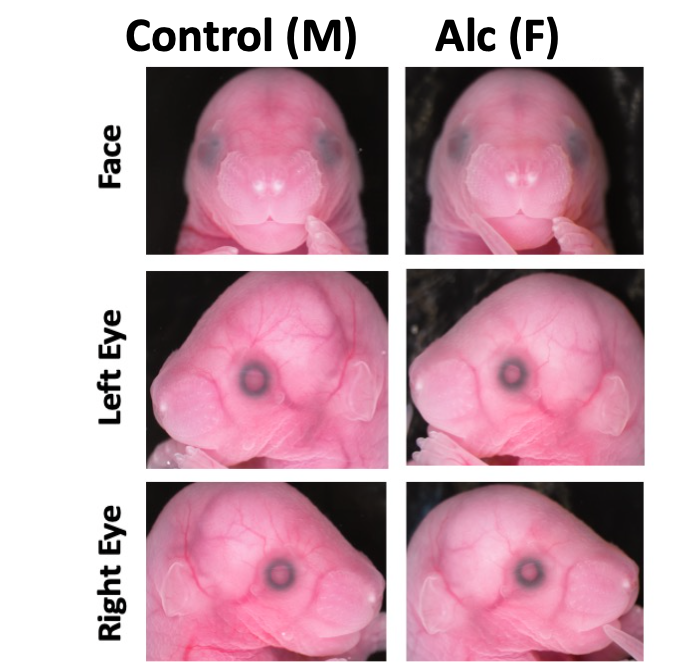 Control (M) Alc (F)
Face
Left Eye
Right Eye